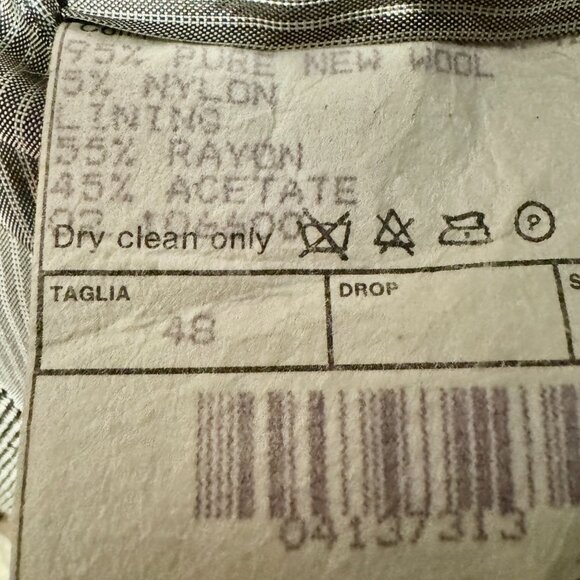 95% PURE NEW WOOL
5% NYLON
LINING
55% RAYON
45% ACETATE
Dry clean only P
TAGLIA DROP S
48
04137313